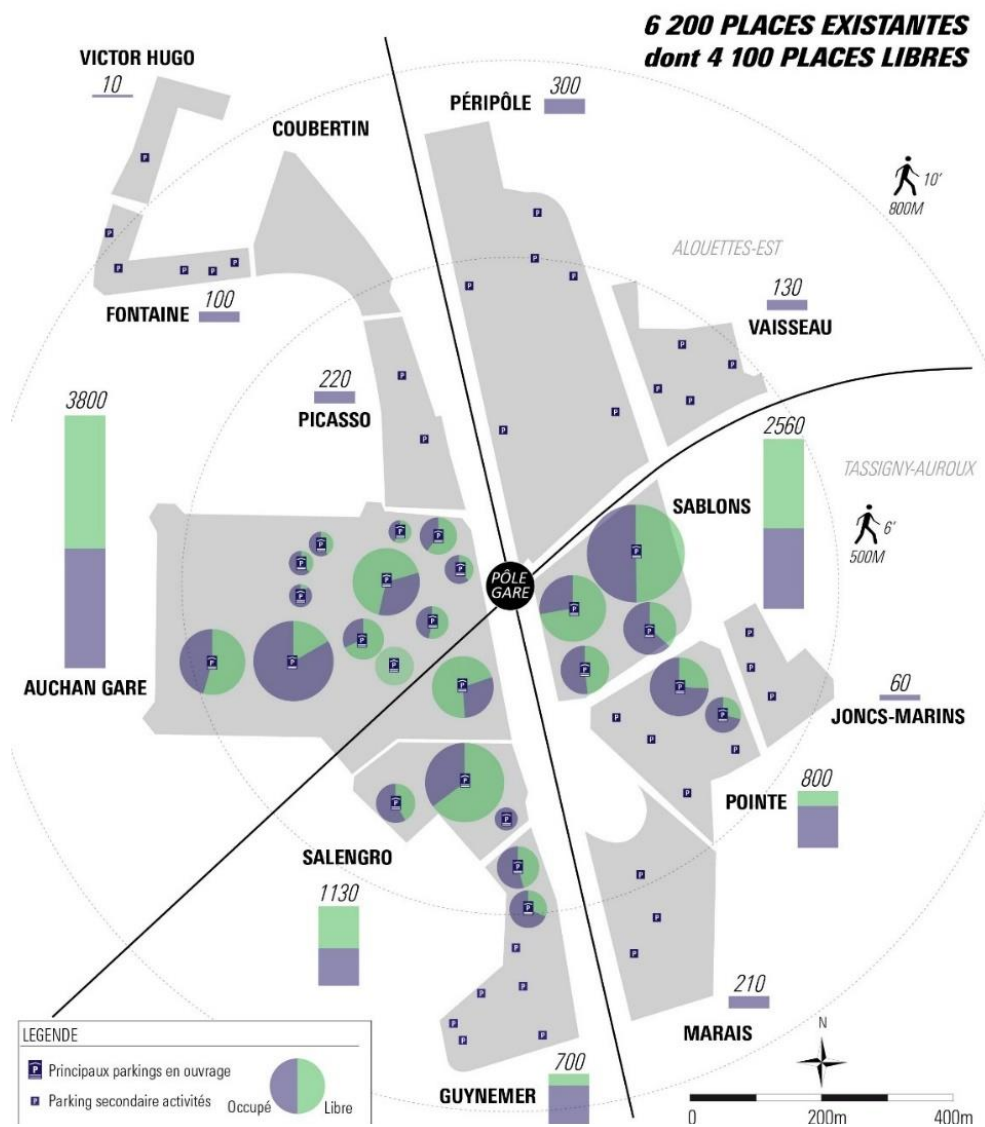 6 200 PLACES EXISTANTES
dont 4 100 PLACES LIBRES
VICTOR HUGO
10
COUBERTIN
PÉRIPÔLE
300
10'
800M
ALOUETTES-EST
130
VAISSEAU
FONTAINE
100
220
PICASSO
3800
2560
TASSIGNY-AUROUX
SABLONS
6'
500M
PÔLE
GARE
AUCHAN GARE
60
JONCS-MARINS
800
POINTE
SALENGRO
1130
210
MARAIS
700
GUYNEMER
LEGENDE
P Principaux parkings en ouvrage
P Parking secondaire activités
Occupé
Libre
N
0
200m
400m